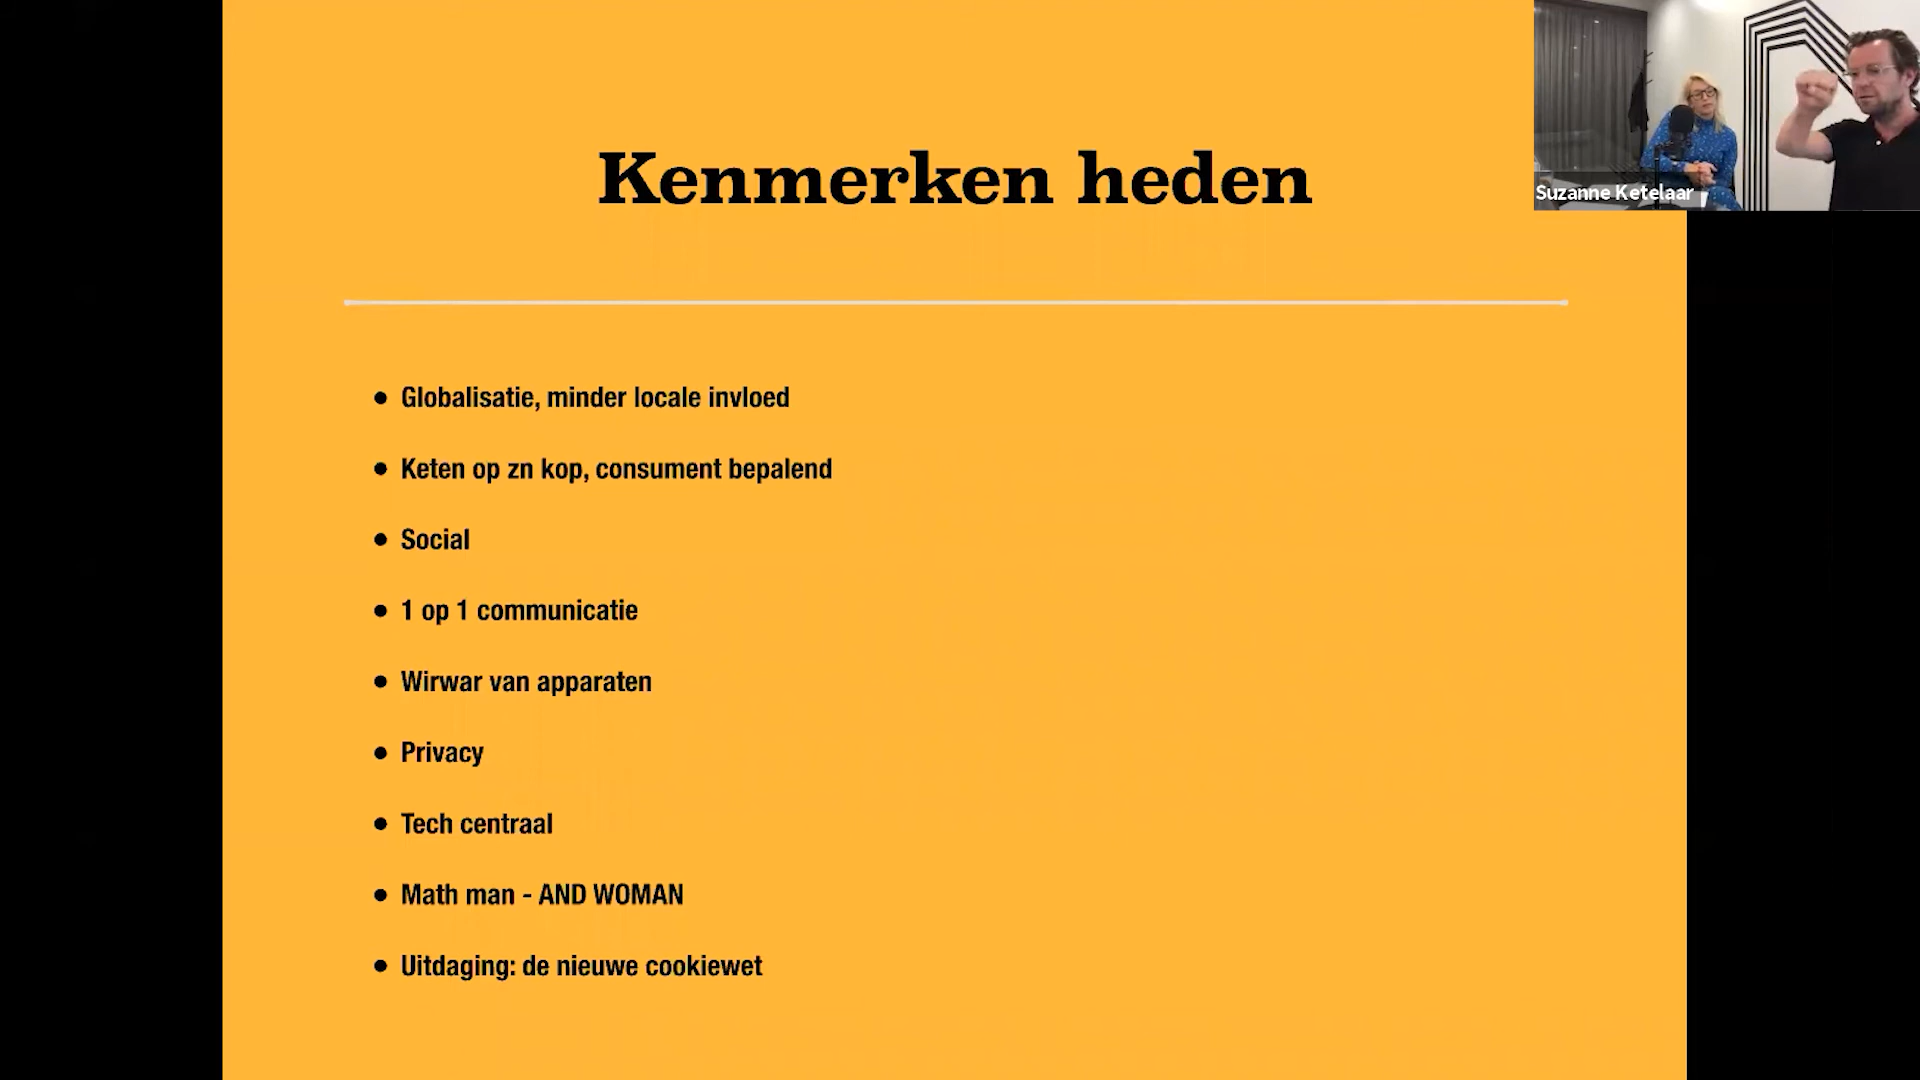 Kenmerken heden
Suzanne Ketelaar
• Globalisatie, minder locale invloed
• Keten op zn kop, consument bepalend
• Social
• 1 op 1 communicatie
• Wirwar van apparaten
• Privacy
• Tech centraal
• Math man - AND WOMAN
• Uitdaging: de nieuwe cookiewet